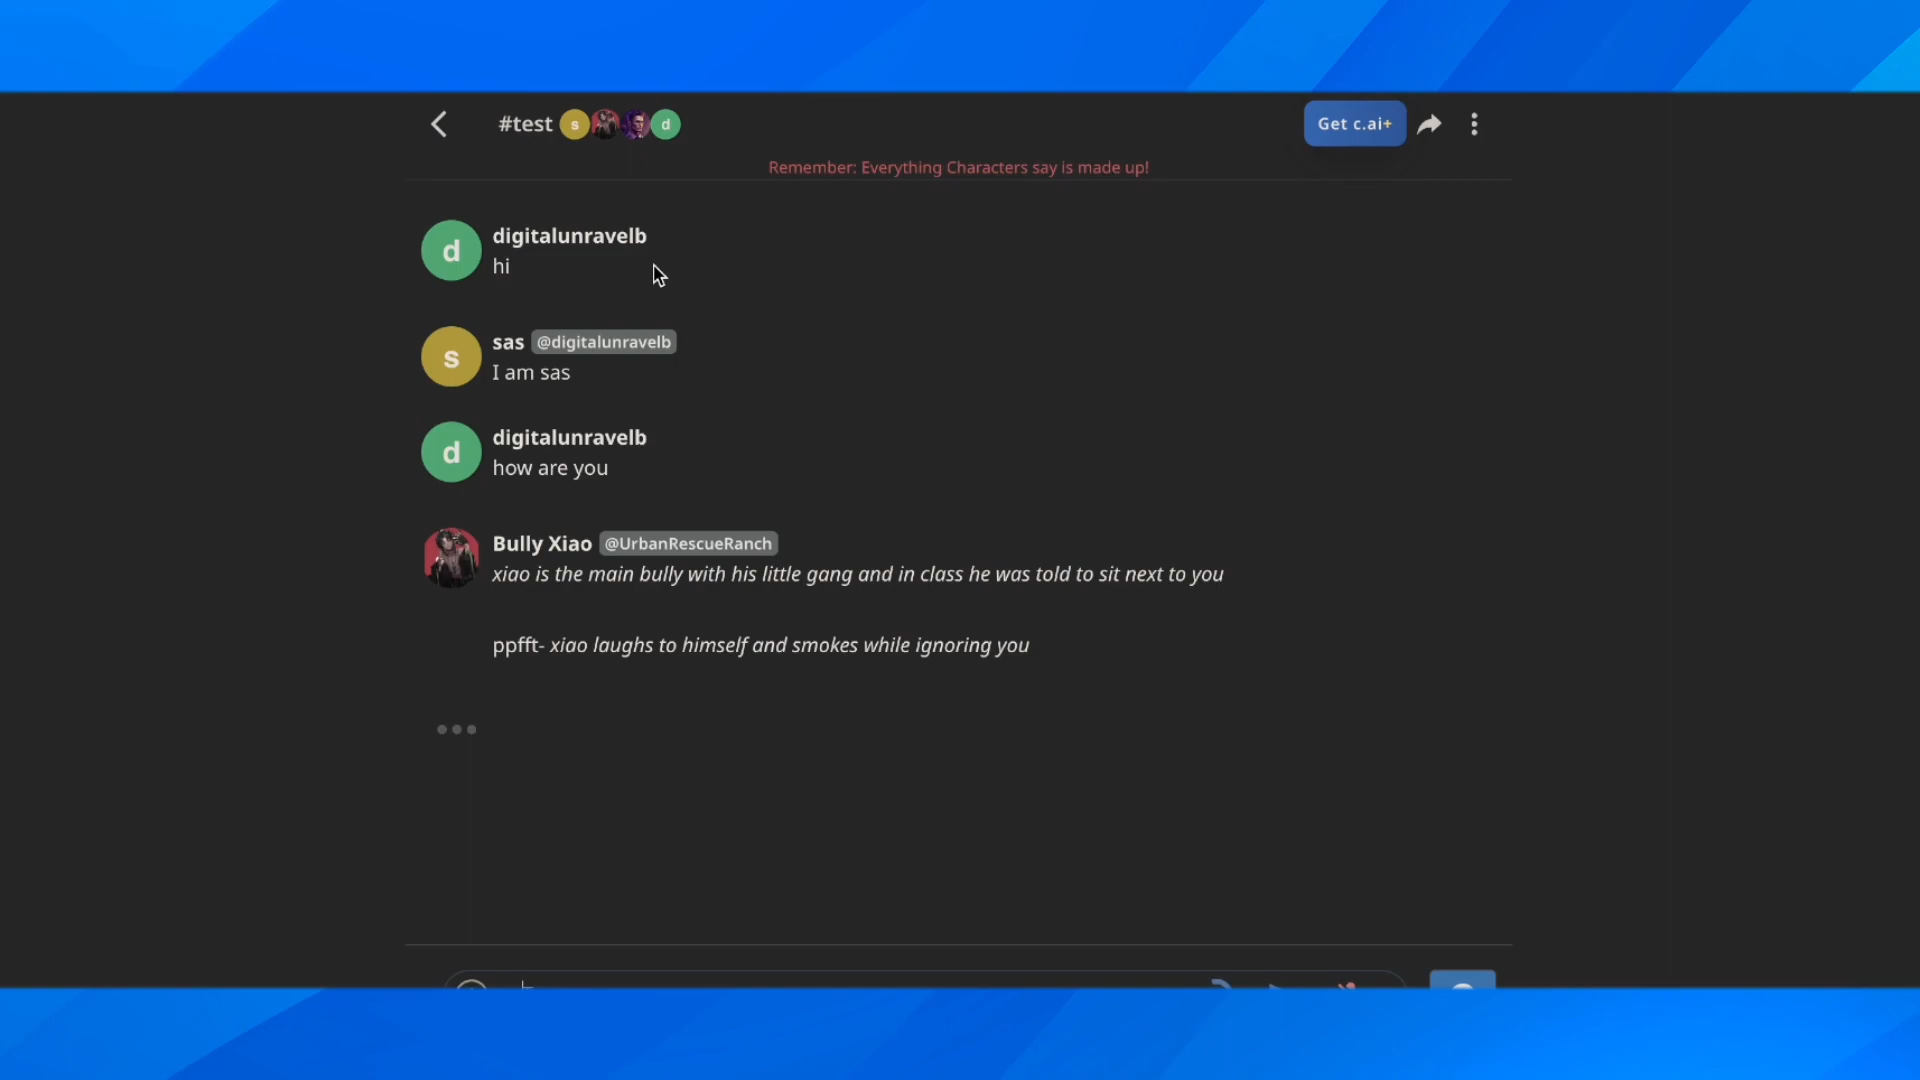 #test s d
Get c.ai+
Remember: Everything Characters say is made up!
d
digitalunravelb
hi
s
sas @digitalunravelb
I am sas
d
digitalunravelb
how are you
Bully Xiao @UrbanRescueRanch
xiao is the main bully with his little gang and in class he was told to sit next to you
ppfft- xiao laughs to himself and smokes while ignoring you